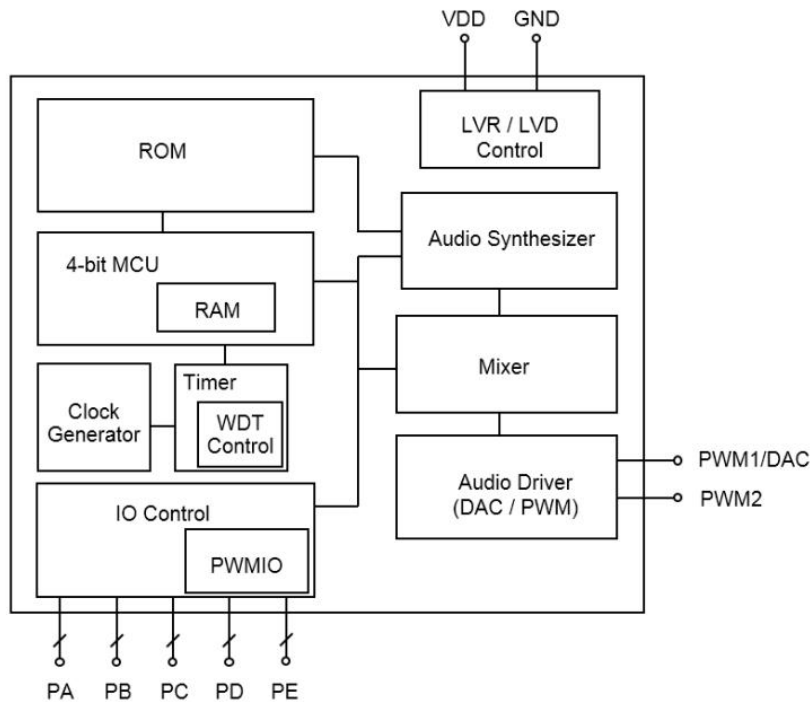 VDD GND
ROM
LVR / LVD
Control
Audio Synthesizer
4-bit MCU
RAM
Mixer
Timer
Clock
Generator
WDT
Control
Audio Driver
(DAC / PWM)
PWM1/DAC
PWM2
IO Control
PWMIO
PA PB PC PD PE